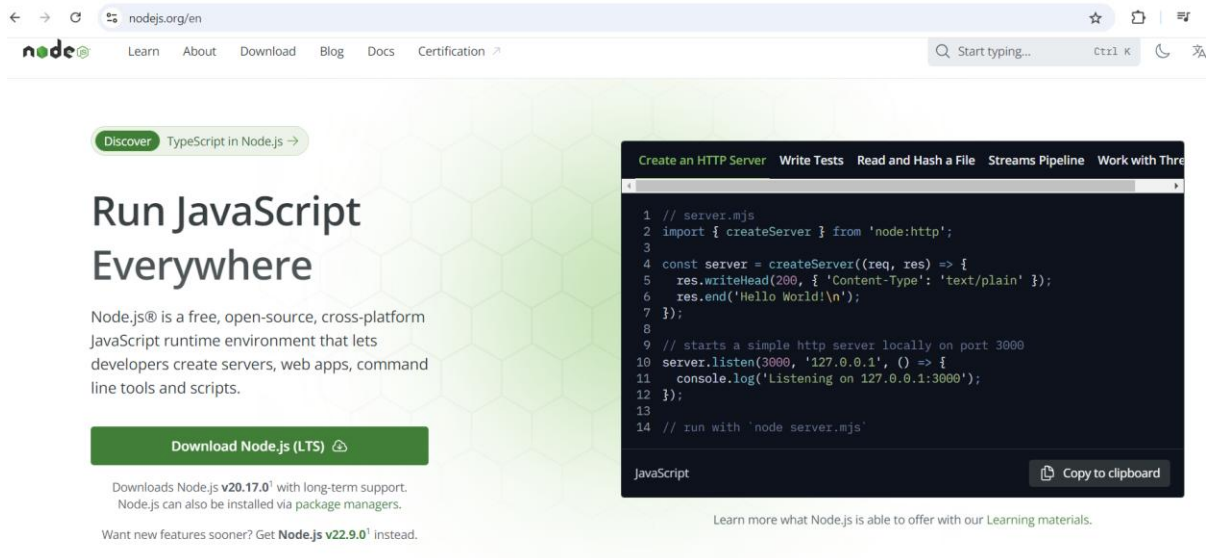 nodejs.org/en
node JS
Learn About Download Blog Docs Certification ↗
Start typing... Ctrl K
Discover TypeScript in Node.js →
Run JavaScript
Everywhere
Node.js® is a free, open-source, cross-platform
JavaScript runtime environment that lets
developers create servers, web apps, command
line tools and scripts.
Download Node.js (LTS)
Downloads Node.js v20.17.0¹ with long-term support.
Node.js can also be installed via package managers.
Want new features sooner? Get Node.js v22.9.0¹ instead.
Create an HTTP Server Write Tests Read and Hash a File Streams Pipeline Work with Thre
1 // server.mjs
2 import { createServer } from 'node:http';
3
4 const server = createServer((req, res) => {
5   res.writeHead(200, { 'Content-Type': 'text/plain' });
6   res.end('Hello World!\n');
7 });
8
9 // starts a simple http server locally on port 3000
10 server.listen(3000, '127.0.0.1', () => {
11   console.log('Listening on 127.0.0.1:3000');
12 });
13
14 // run with `node server.mjs`
JavaScript Copy to clipboard
Learn more what Node.js is able to offer with our Learning materials.